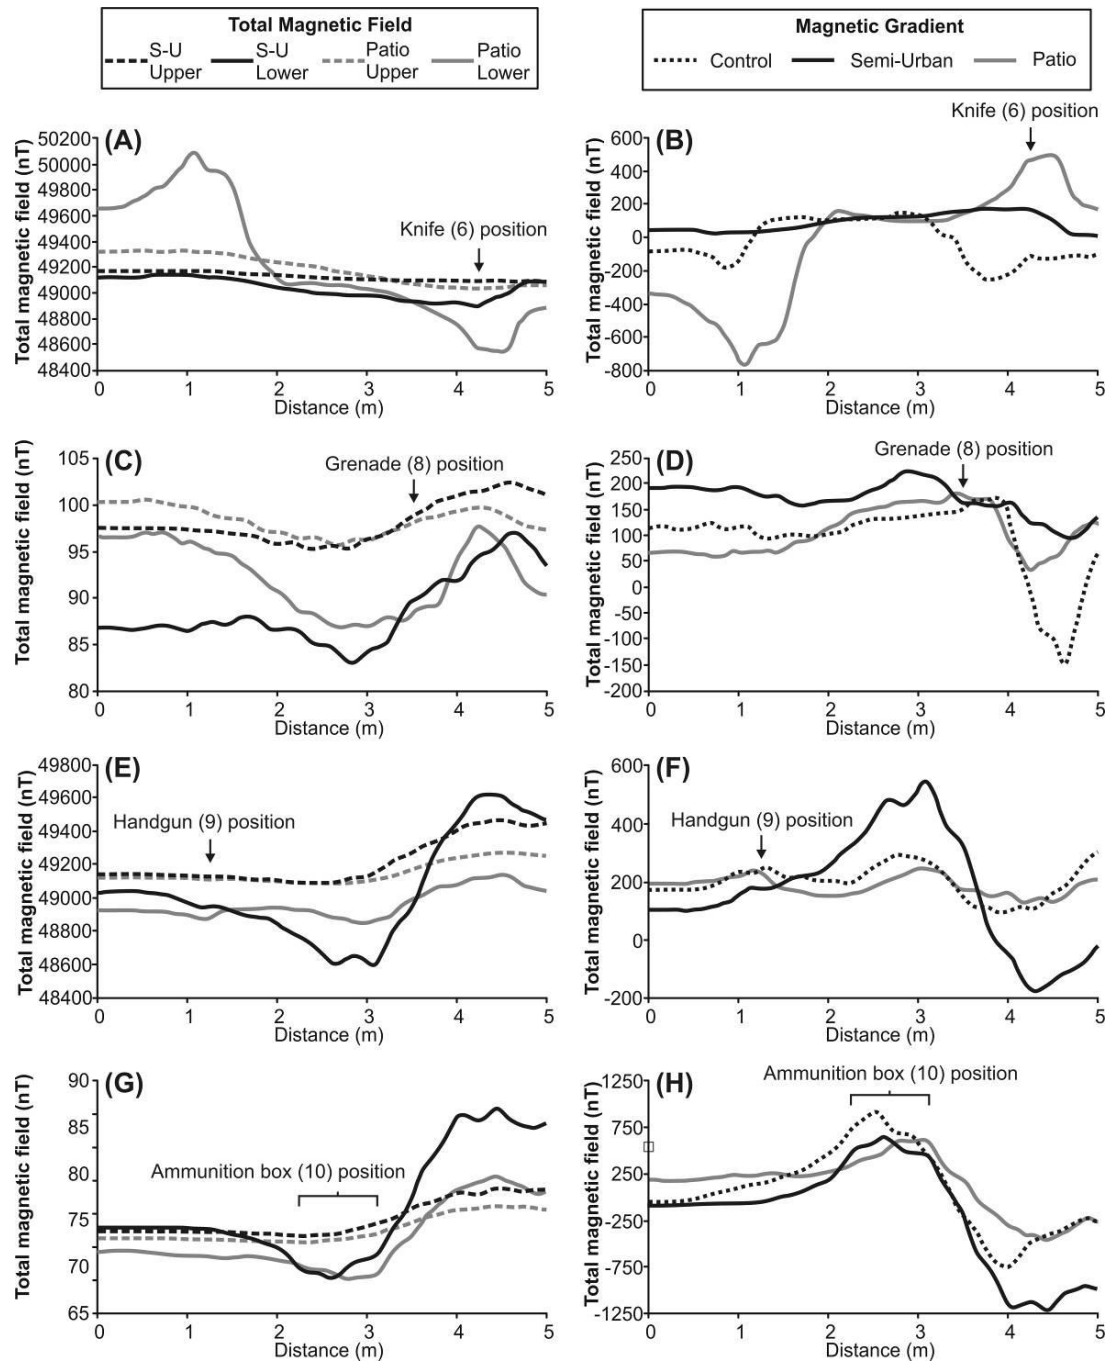 Total Magnetic Field
S-U Upper
S-U Lower
Patio Upper
Patio Lower
Magnetic Gradient
Control
Semi-Urban
Patio
(A)
Total magnetic field (nT)
50200
50000
49800
49600
49400
49200
49000
48800
48600
48400
Knife (6) position
0 1 2 3 4 5
Distance (m)
(B)
Total magnetic field (nT)
600
400
200
0
-200
-400
-600
-800
Knife (6) position
0 1 2 3 4 5
Distance (m)
(C)
Total magnetic field (nT)
105
100
95
90
85
80
Grenade (8) position
0 1 2 3 4 5
Distance (m)
(D)
Total magnetic field (nT)
250
200
150
100
50
0
-50
-100
-150
-200
Grenade (8) position
0 1 2 3 4 5
Distance (m)
(E)
Total magnetic field (nT)
49800
49600
49400
49200
49000
48800
48600
48400
Handgun (9) position
0 1 2 3 4 5
Distance (m)
(F)
Total magnetic field (nT)
600
400
200
0
-200
Handgun (9) position
0 1 2 3 4 5
Distance (m)
(G)
Total magnetic field (nT)
90
85
80
75
70
65
Ammunition box (10) position
0 1 2 3 4 5
Distance (m)
(H)
Total magnetic field (nT)
1250
750
250
-250
-750
-1250
Ammunition box (10) position
0 1 2 3 4 5
Distance (m)